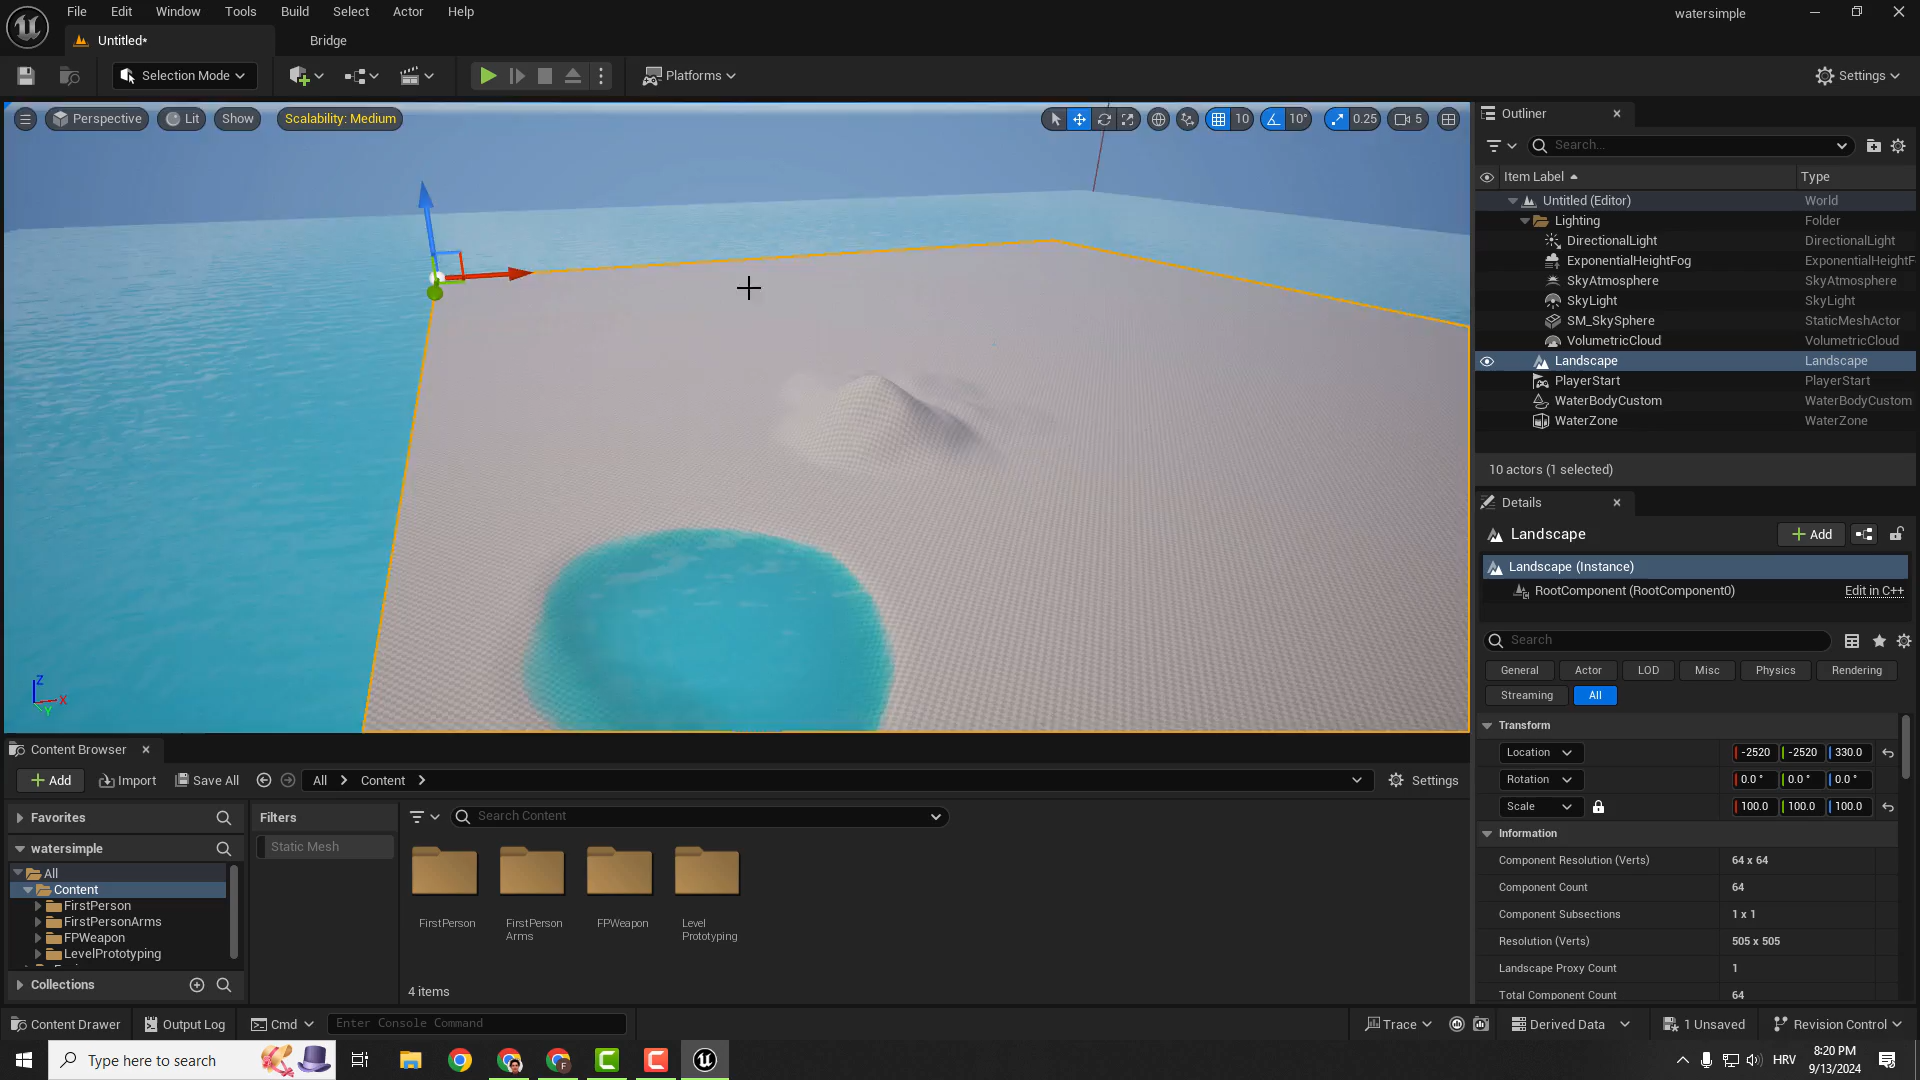 File Edit Window Tools Build Select Actor Help
watersimple
Untitled*
Bridge
Selection Mode
Platforms
Settings
Perspective
Lit
Show
Scalability: Medium
10
10°
0.25
5
Outliner
Search...
Item Label
Type
Untitled (Editor) World
Lighting Folder
DirectionalLight DirectionalLight
ExponentialHeightFog ExponentialHeightF
SkyAtmosphere SkyAtmosphere
SkyLight SkyLight
SM_SkySphere StaticMeshActor
VolumetricCloud VolumetricCloud
Landscape Landscape
PlayerStart PlayerStart
WaterBodyCustom WaterBodyCustom
WaterZone WaterZone
10 actors (1 selected)
Details
Landscape
Add
Landscape (Instance)
RootComponent (RootComponent0) Edit in C++
Search
General Actor LOD Misc Physics Rendering
Streaming All
Transform
Location -2520 -2520 330.0
Rotation 0.0° 0.0° 0.0°
Scale 100.0 100.0 100.0
Information
Component Resolution (Verts) 64 x 64
Component Count 64
Component Subsections 1 x 1
Resolution (Verts) 505 x 505
Landscape Proxy Count 1
Total Component Count 64
Z
X
Y
Content Browser
Add
Import
Save All
All
Content
Settings
Favorites
watersimple
All
Content
FirstPerson
FirstPersonArms
FPWeapon
LevelPrototyping
Collections
Filters
Static Mesh
Search Content
FirstPerson
FirstPerson
Arms
FPWeapon
Level
Prototyping
4 items
Content Drawer
Output Log
Cmd
Enter Console Command
Trace
Derived Data
1 Unsaved
Revision Control
Type here to search
HRV
8:20 PM
9/13/2024